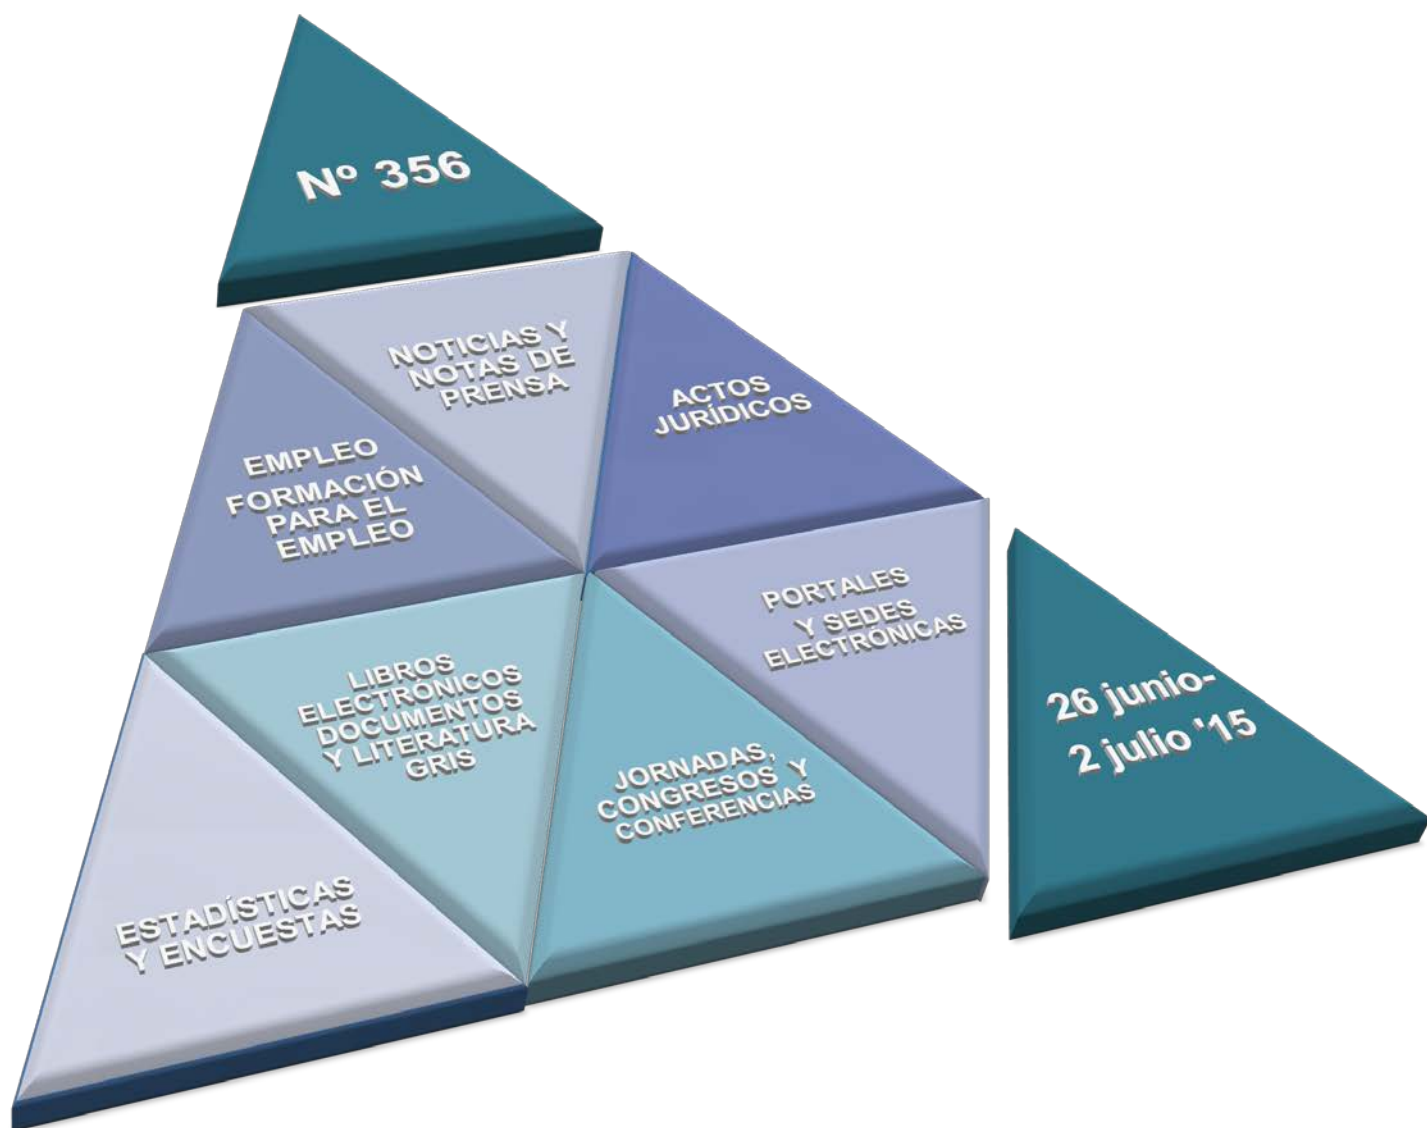 Nº 356
NOTICIAS Y
NOTAS DE
PRENSA
ACTOS
JURÍDICOS
EMPLEO
FORMACIÓN
PARA EL
EMPLEO
PORTALES
Y SEDES
ELECTRÓNICAS
LIBROS
ELECTRÓNICOS
DOCUMENTOS
Y LITERATURA
GRIS
JORNADAS,
CONGRESOS Y
CONFERENCIAS
26 junio-
2 julio '15
ESTADÍSTICAS
Y ENCUESTAS